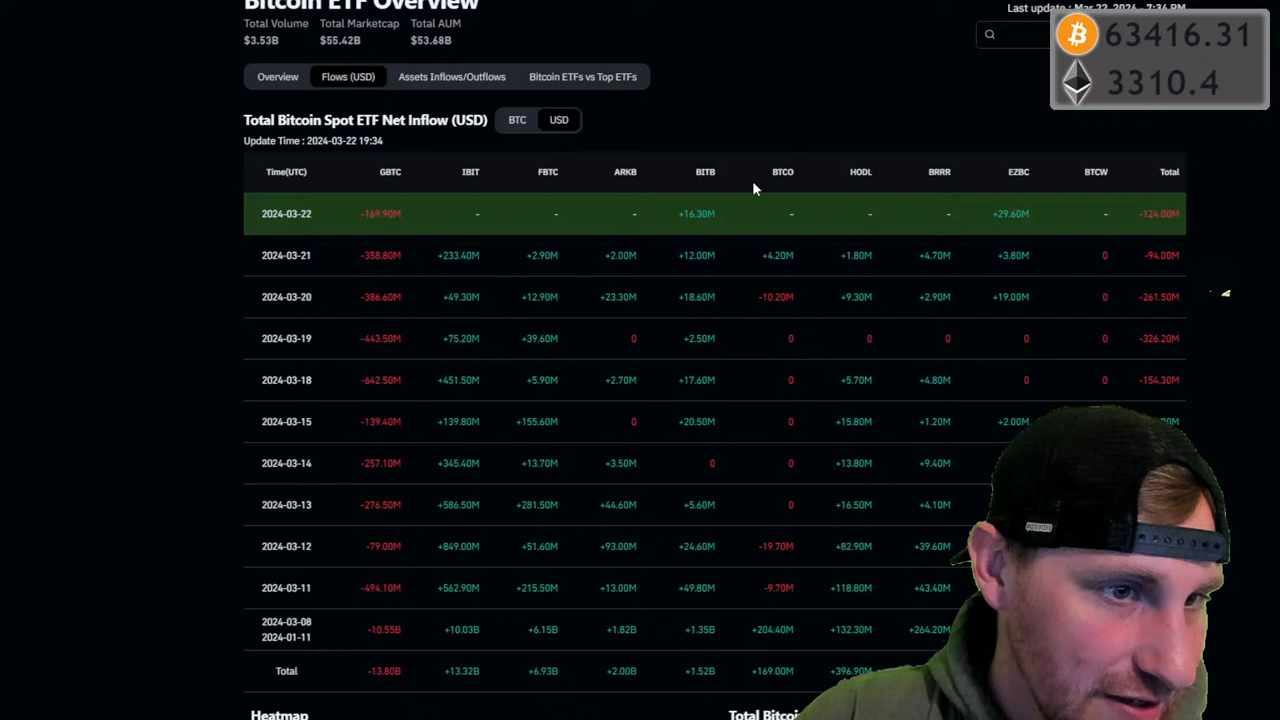 Bitcoin ETF Overview
Last update : Mar 22, 2024 - 7:34 PM
Total Volume Total Marketcap Total AUM
$3.53B $55.42B $53.68B
63416.31
3310.4
Overview Flows (USD) Assets Inflows/Outflows Bitcoin ETFs vs Top ETFs
Total Bitcoin Spot ETF Net Inflow (USD) BTC USD
Update Time : 2024-03-22 19:34
Time(UTC) GBTC IBIT FBTC ARKB BITB BTCO HODL BRRR EZBC BTCW Total
2024-03-22 -169.90M - - - +16.30M - - - +29.60M - -124.00M
2024-03-21 -358.80M +233.40M +2.90M +2.00M +12.00M +4.20M +1.80M +4.70M +3.80M 0 -94.00M
2024-03-20 -386.60M +49.30M +12.90M +23.30M +18.60M -10.20M +9.30M +2.90M +19.00M 0 -261.50M
2024-03-19 -443.50M +75.20M +39.60M 0 +2.50M 0 0 0 0 0 -326.20M
2024-03-18 -642.50M +451.50M +5.90M +2.70M +17.60M 0 +5.70M +4.80M 0 0 -154.30M
2024-03-15 -139.40M +139.80M +155.60M 0 +20.50M 0 +15.80M +1.20M +2.00M
2024-03-14 -257.10M +345.40M +13.70M +3.50M 0 0 +13.80M +9.40M
2024-03-13 -276.50M +586.50M +281.50M +44.60M +5.60M 0 +16.50M +4.10M
2024-03-12 -79.00M +849.00M +51.60M +93.00M +24.60M -19.70M +82.90M +39.60M
2024-03-11 -494.10M +562.90M +215.50M +13.00M +49.80M -9.70M +118.80M +43.40M
2024-03-08
2024-01-11 -10.55B +10.03B +6.15B +1.82B +1.35B +204.40M +132.30M +264.20M
Total -13.80B +13.32B +6.93B +2.00B +1.52B +169.00M +396.90M
Heatmap Total Bitcoin